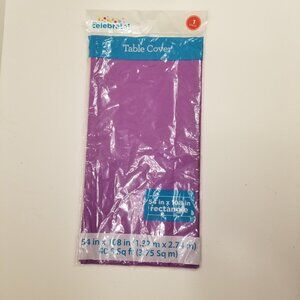 celebrate!
1
Table Cover
54 in x 108 in
rectangle
54 in x 108 in (1.37 m x 2.74 m)
40.5 Sq ft (3.75 Sq m)